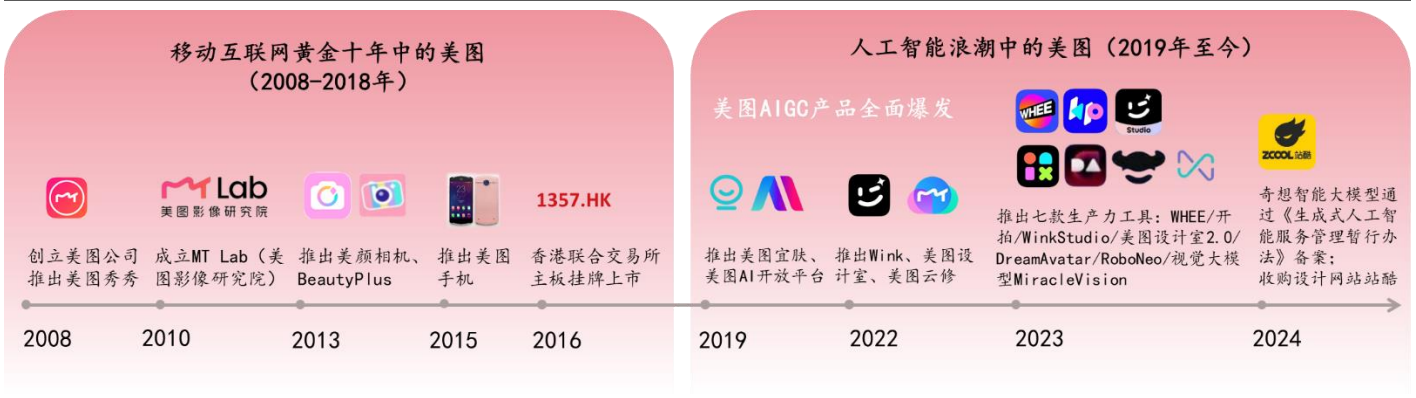 移动互联网黄金十年中的美图
（2008-2018年）
Lab
美图影像研究院
1357.HK
创立美图公司
推出美图秀秀
成立MT Lab（美
图影像研究院）
推出美颜相机、
BeautyPlus
推出美图
手机
香港联合交易所
主板挂牌上市
2008
2010
2013
2015
2016
人工智能浪潮中的美图（2019年至今）
美图AIGC产品全面爆发
WHEE
Studio
ZCOOL 站酷
推出美图宜肤、
美图AI开放平台
推出Wink、美图设
计室、美图云修
推出七款生产力工具：WHEE/开
拍/WinkStudio/美图设计室2.0/
DreamAvatar/RoboNeo/视觉大模
型MiracleVision
奇想智能大模型通
过《生成式人工智
能服务管理暂行办
法》备案；
收购设计网站站酷
2019
2022
2023
2024